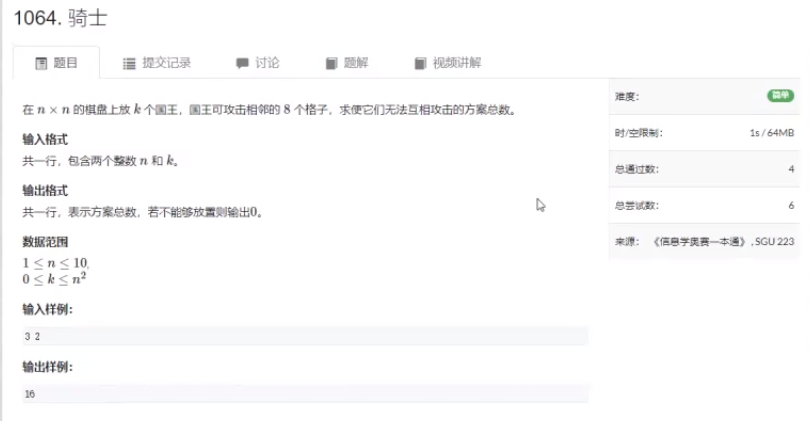 1064. 骑士
题目
提交记录
讨论
题解
视频讲解
在 n × n 的棋盘上放 k 个国王，国王可攻击相邻的 8 个格子，求使它们无法互相攻击的方案总数。
输入格式
共一行，包含两个整数 n 和 k。
输出格式
共一行，表示方案总数，若不能够放置则输出0。
数据范围
1 ≤ n ≤ 10,
0 ≤ k ≤ n²
输入样例：
3 2
输出样例：
16
难度： 简单
时/空限制： 1s / 64MB
总通过数： 4
总尝试数： 6
来源： 《信息学奥赛一本通》, SGU 223